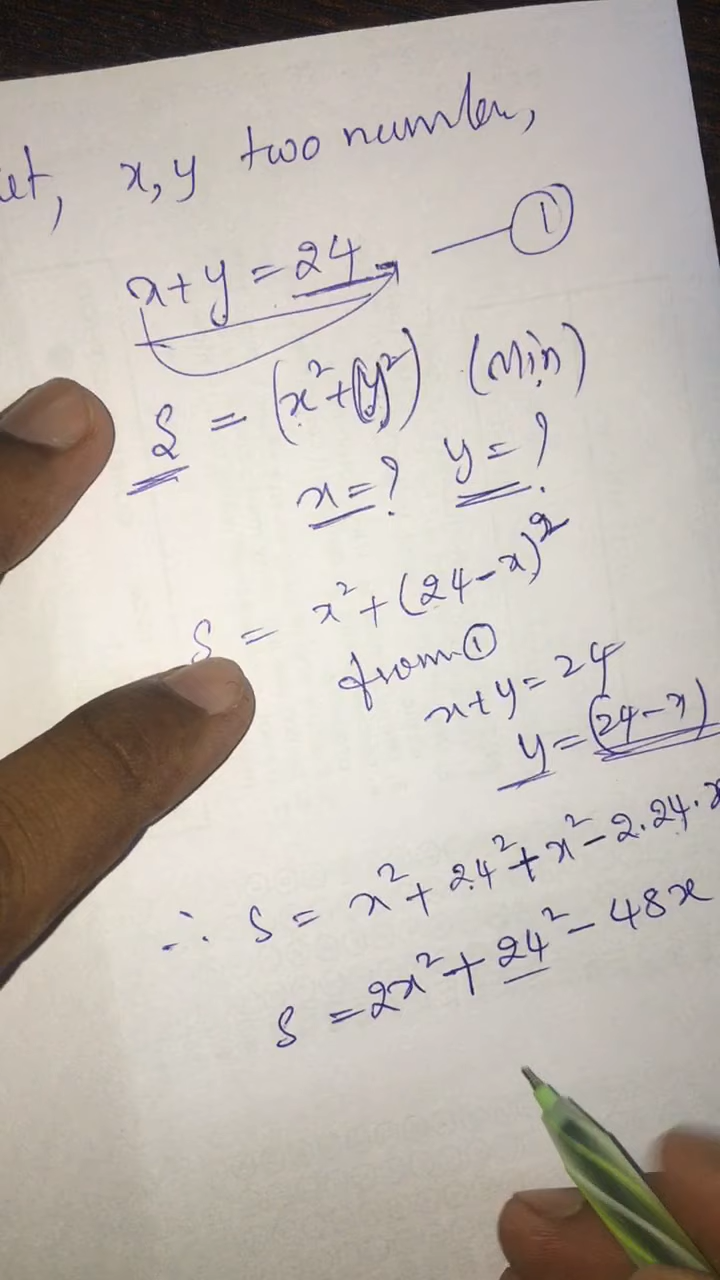 x, y two number,
x+y = 24 — ①
S = (x²+(y²) (Min)
x=? y=?
S = x²+(24-x)²
from ①
x+y=24
y=(24-x)
∴ S = x²+24²+x²-2.24.x
S =2x²+24²-48x